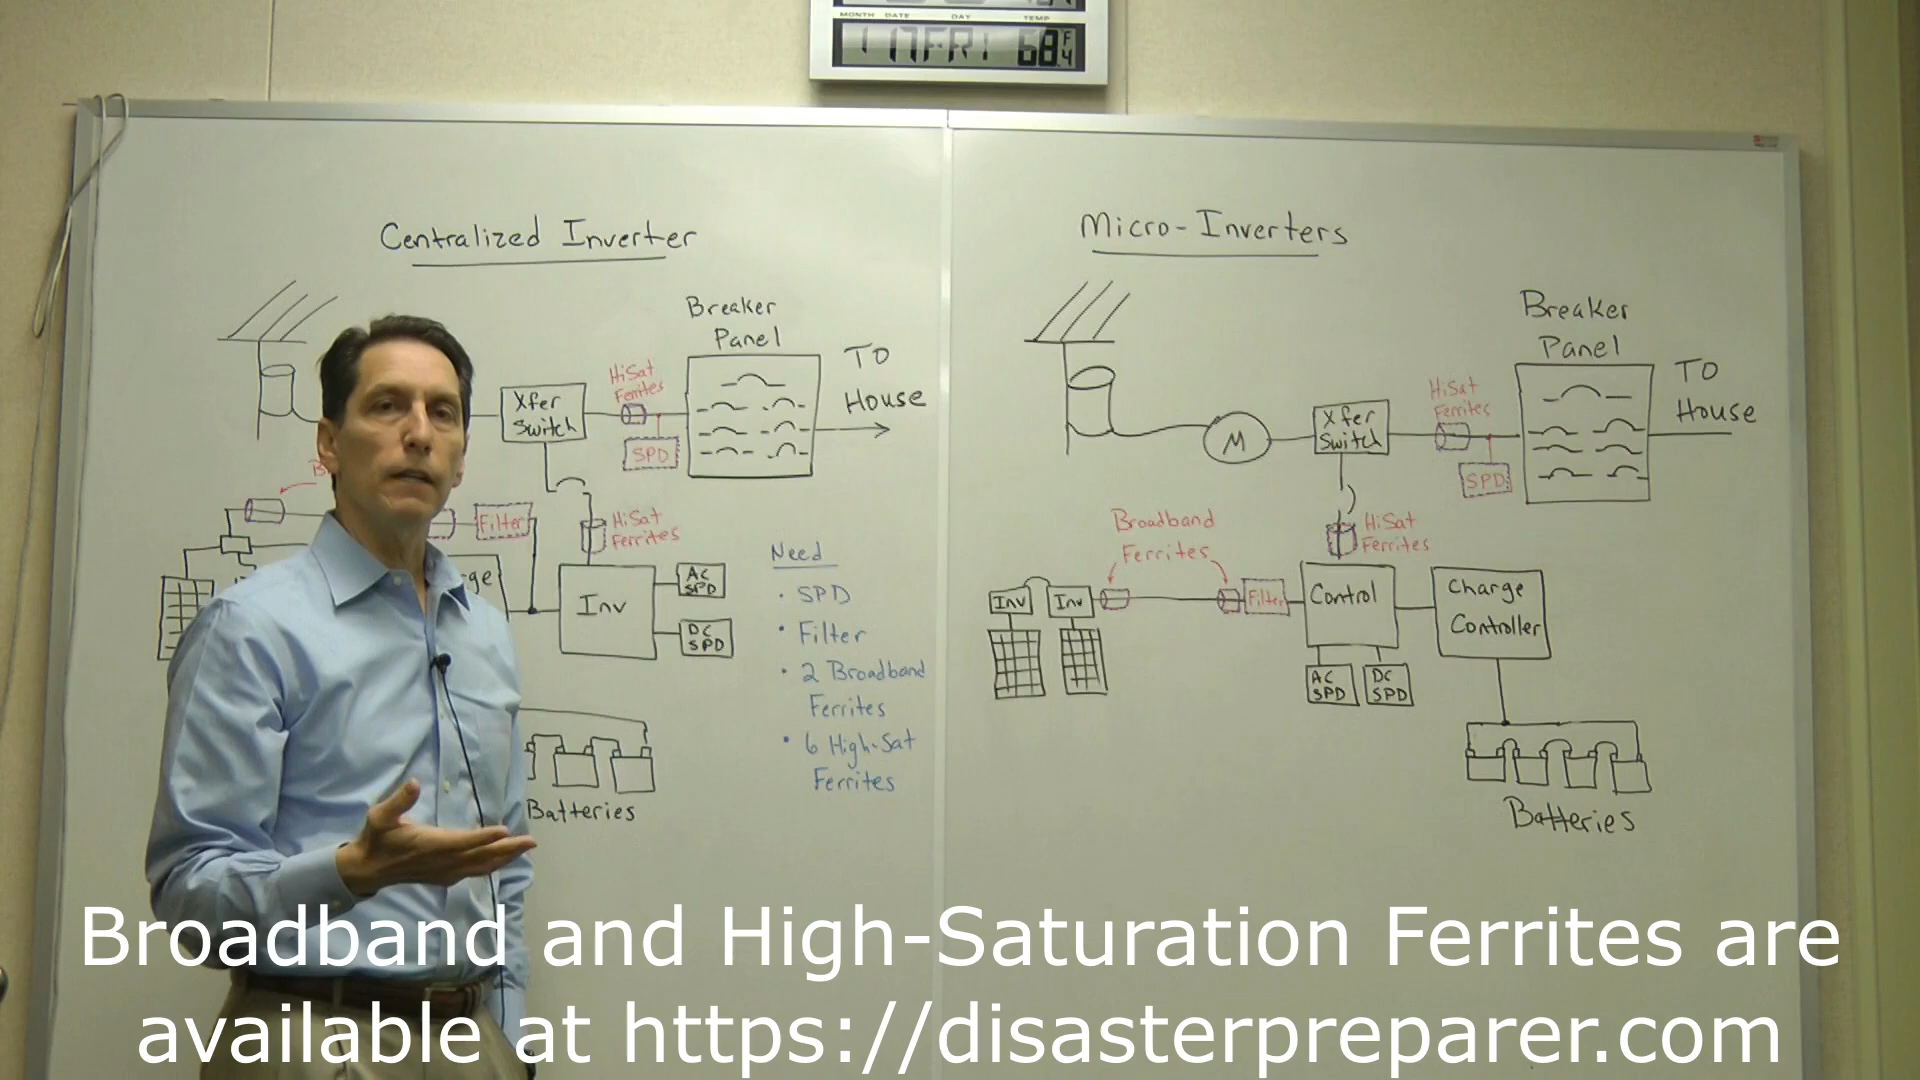 MONTH DATE DAY TEMP
1 17 FRI 68.4 F
Centralized Inverter
Breaker
Panel
TO
House
HiSat
Ferrites
Xfer
Switch
SPD
Filter
HiSat
Ferrites
Inv
AC
SPD
DC
SPD
Batteries
Need
· SPD
· Filter
· 2 Broadband
Ferrites
· 6 High-Sat
Ferrites
Micro-Inverters
Breaker
Panel
TO
House
HiSat
Ferrites
M
Xfer
Switch
SPD
Broadband
Ferrites
HiSat
Ferrites
Inv
Inv
Filter
Control
Charge
Controller
AC
SPD
DC
SPD
Batteries
Broadband and High-Saturation Ferrites are
available at https://disasterpreparer.com